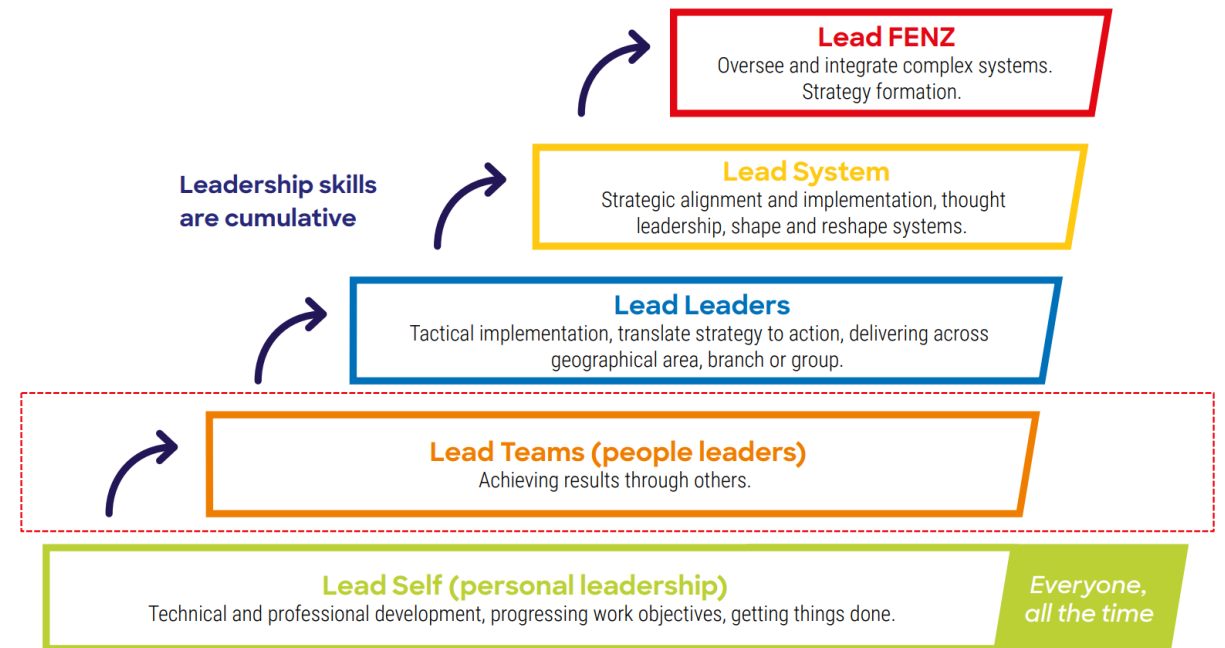 Lead FENZ
Oversee and integrate complex systems.
Strategy formation.
Leadership skills
are cumulative
Lead System
Strategic alignment and implementation, thought
leadership, shape and reshape systems.
Lead Leaders
Tactical implementation, translate strategy to action, delivering across
geographical area, branch or group.
Lead Teams (people leaders)
Achieving results through others.
Lead Self (personal leadership)
Technical and professional development, progressing work objectives, getting things done.
Everyone,
all the time